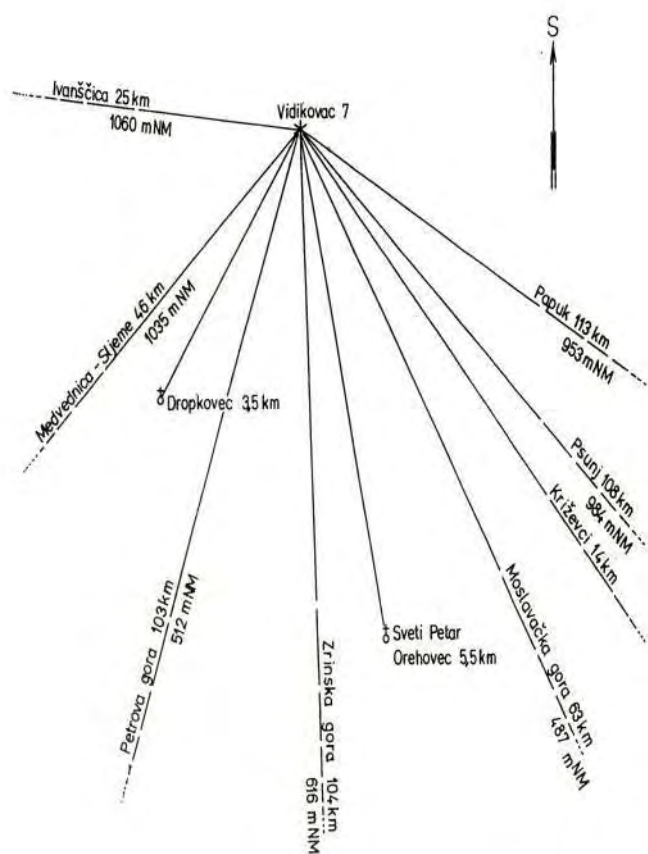 S
Ivanščica 25 km
1060 mNM
Vidikovac 7
Medvednica - Sljeme 46 km
1035 mNM
Dropkovec 3,5 km
Petrova gora 103 km
512 mNM
Zrinska gora 104 km
616 mNM
Sveti Petar
Orehovec 5,5 km
Moslavačka gora 63 km
487 mNM
Križevci 14 km
Psunj 108 km
984 mNM
Papuk 113 km
953 mNM